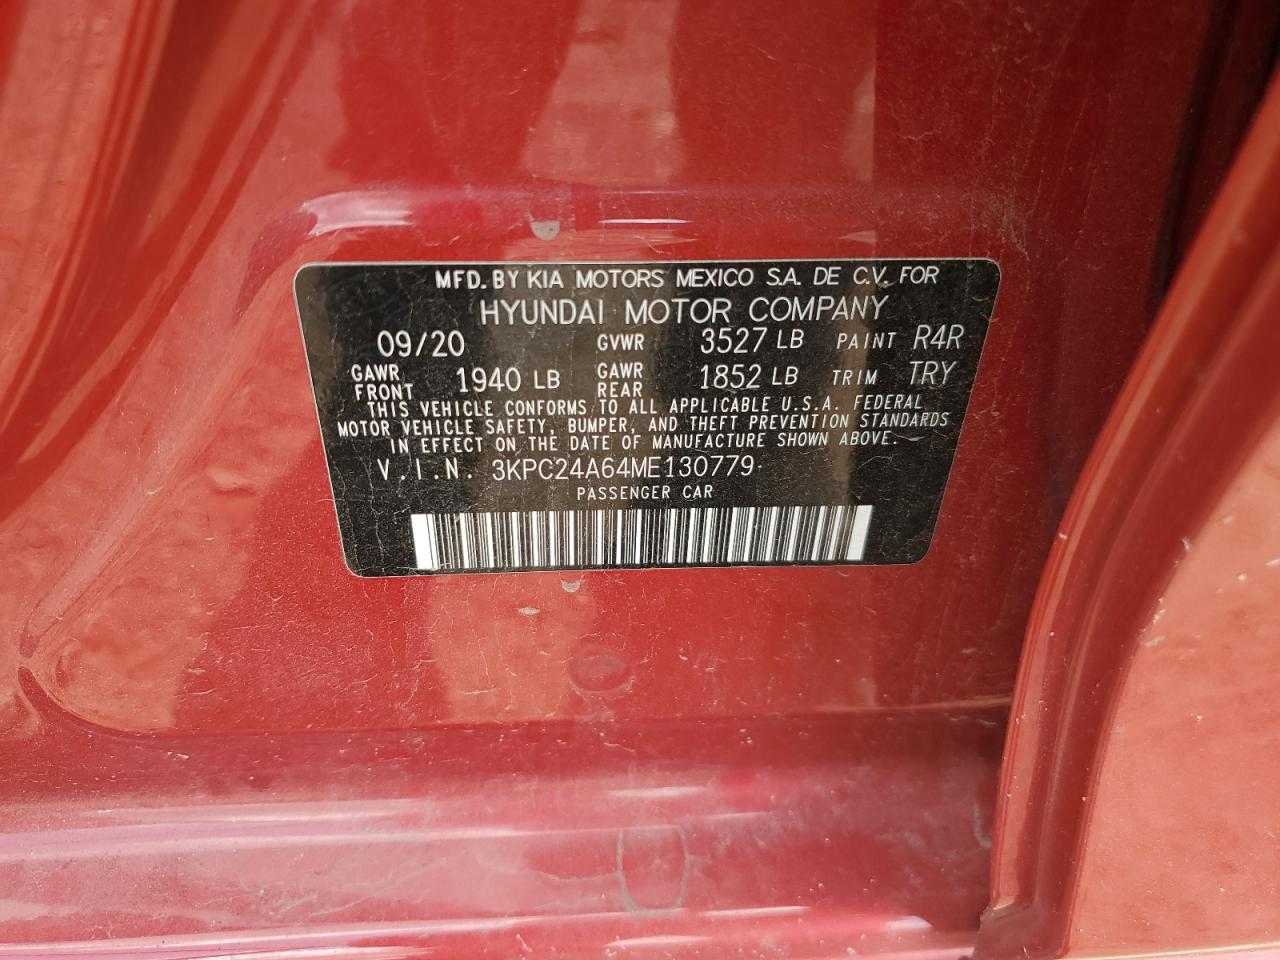 MFD. BY KIA MOTORS MEXICO S.A. DE C.V. FOR
HYUNDAI MOTOR COMPANY
09/20 GVWR 3527 LB PAINT R4R
GAWR FRONT 1940 LB GAWR REAR 1852 LB TRIM TRY
THIS VEHICLE CONFORMS TO ALL APPLICABLE U.S.A. FEDERAL
MOTOR VEHICLE SAFETY, BUMPER, AND THEFT PREVENTION STANDARDS
IN EFFECT ON THE DATE OF MANUFACTURE SHOWN ABOVE.
V.I.N. 3KPC24A64ME130779
PASSENGER CAR